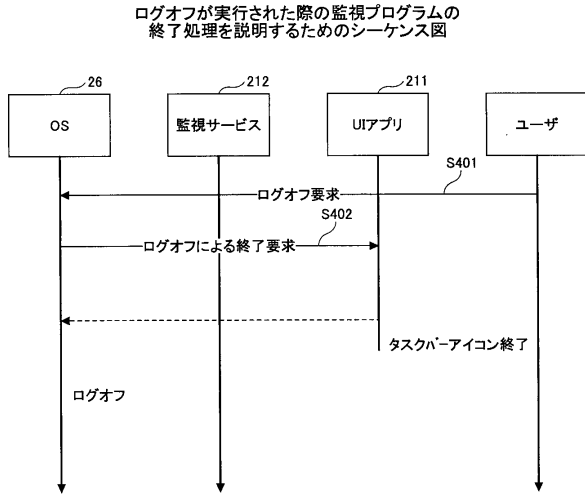 ログオフが実行された際の監視プログラムの
終了処理を説明するためのシーケンス図
26
212
211
OS
監視サービス
UIアプリ
ユーザ
S401
ログオフ要求
S402
ログオフによる終了要求
タスクバーアイコン終了
ログオフ